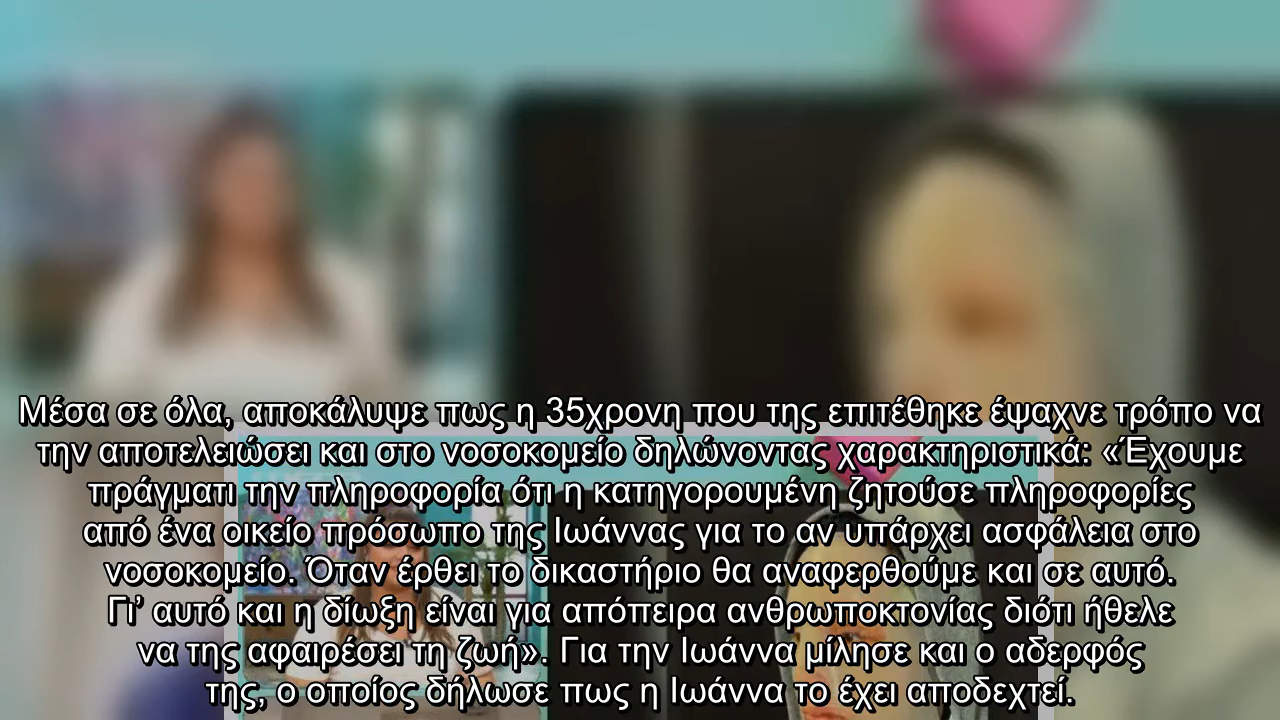 Μέσα σε όλα, αποκάλυψε πως η 35χρονη που της επιτέθηκε έψαχνε τρόπο να
την αποτελειώσει και στο νοσοκομείο δηλώνοντας χαρακτηριστικά: «Έχουμε
πράγματι την πληροφορία ότι η κατηγορουμένη ζητούσε πληροφορίες
από ένα οικείο πρόσωπο της Ιωάννας για το αν υπάρχει ασφάλεια στο
νοσοκομείο. Όταν έρθει το δικαστήριο θα αναφερθούμε και σε αυτό.
Γι’ αυτό και η δίωξη είναι για απόπειρα ανθρωποκτονίας διότι ήθελε
να της αφαιρέσει τη ζωή». Για την Ιωάννα μίλησε και ο αδερφός
της, ο οποίος δήλωσε πως η Ιωάννα το έχει αποδεχτεί.